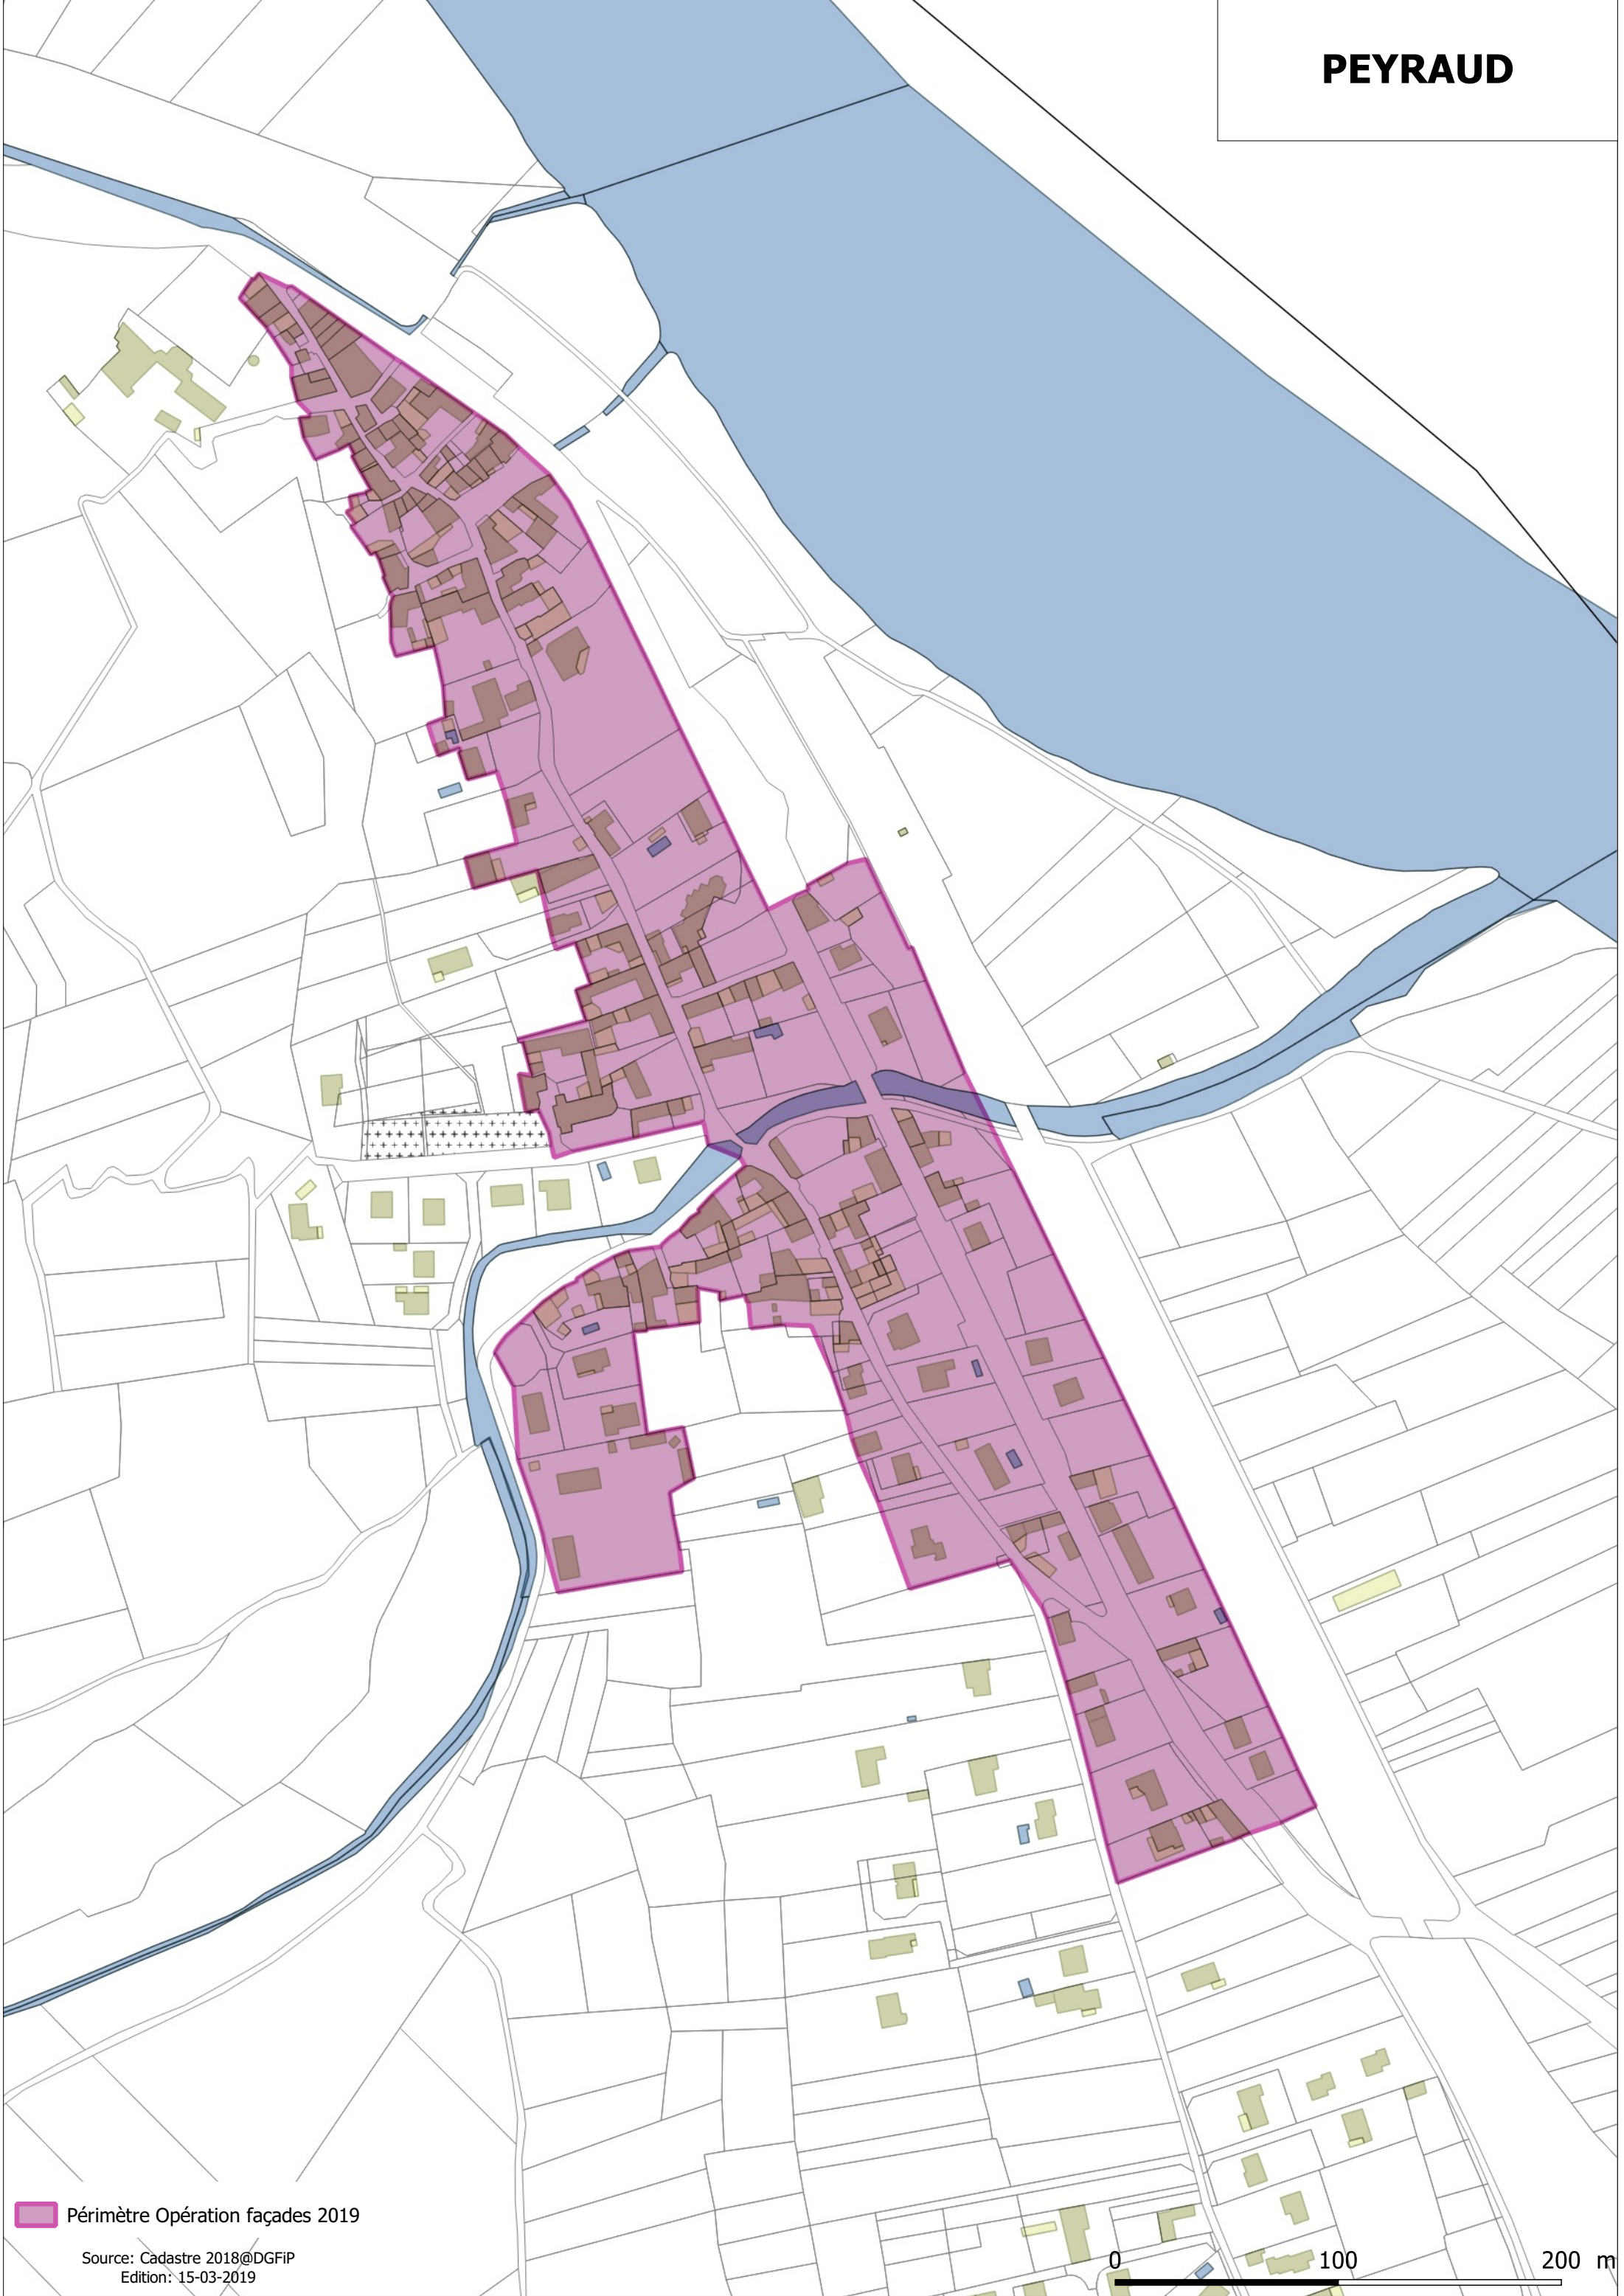 PEYRAUD
Périmètre Opération façades 2019
Source: Cadastre 2018@DGFiP
Edition: 15-03-2019
0 100 200 m